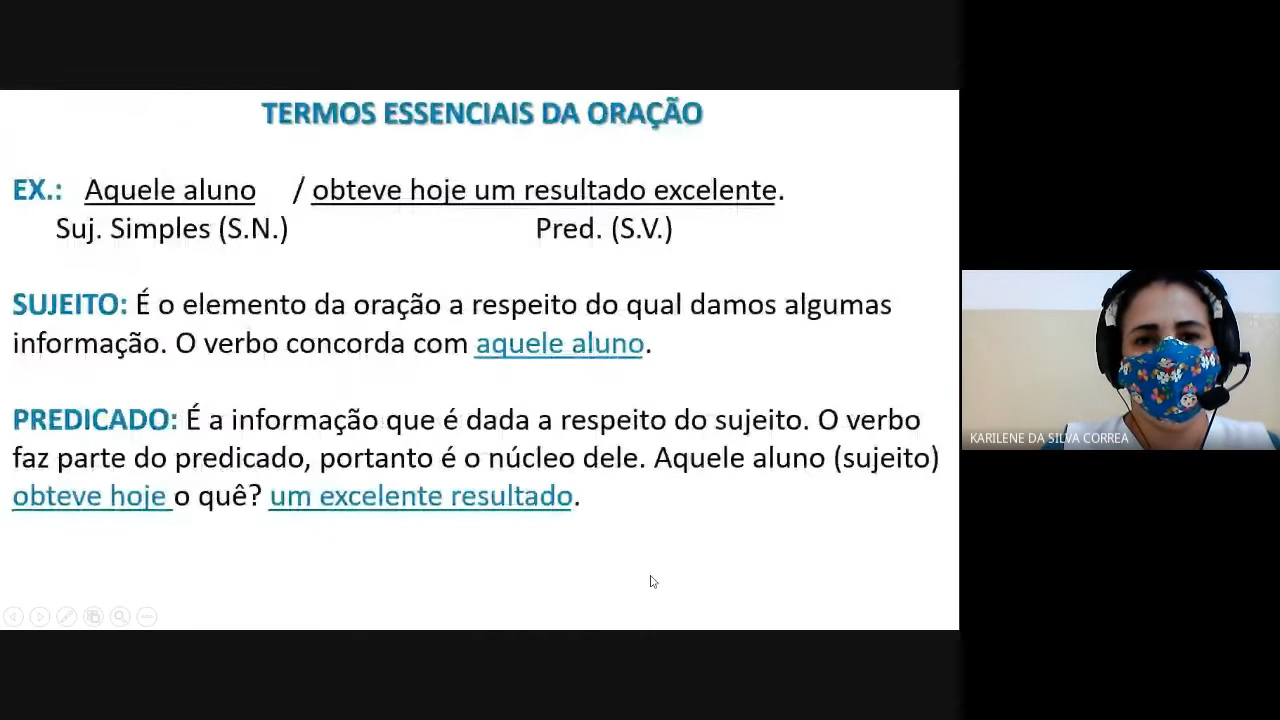 TERMOS ESSENCIAIS DA ORAÇÃO
EX.: Aquele aluno / obteve hoje um resultado excelente.
Suj. Simples (S.N.) Pred. (S.V.)
SUJEITO: É o elemento da oração a respeito do qual damos algumas
informação. O verbo concorda com aquele aluno.
PREDICADO: É a informação que é dada a respeito do sujeito. O verbo
faz parte do predicado, portanto é o núcleo dele. Aquele aluno (sujeito)
obteve hoje o quê? um excelente resultado.
KARILENE DA SILVA CORREA